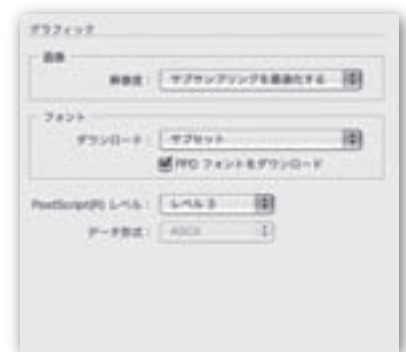 グラフィック
画像
解像度： サブサンプリングを最適化する
フォント
ダウンロード： サブセット
PPD フォントをダウンロード
PostScript(R) レベル： レベル 3
データ形式： ASCII